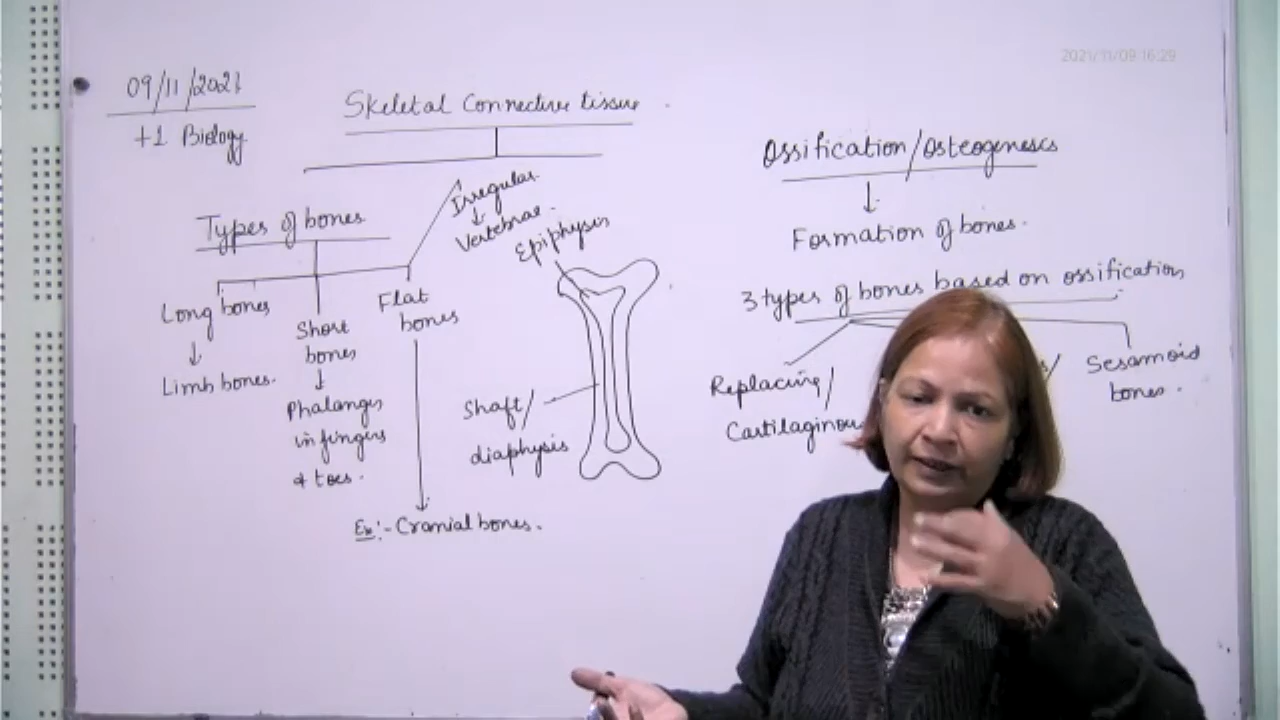 2021/11/09 16:29
09/11/2021
+1 Biology
Skeletal Connective tissue
Types of bones
Long bones
Limb bones.
Short
bones
Phalanges
in fingers
& toes.
Flat
bones
Ex:- Cranial bones.
Irregular
Vertebrae.
Epiphysis
Shaft/
diaphysis
Ossification/Osteogenescs
Formation of bones.
3 types of bones based on ossification
Replacing/
Cartilaginou
Sesamoid
bones.